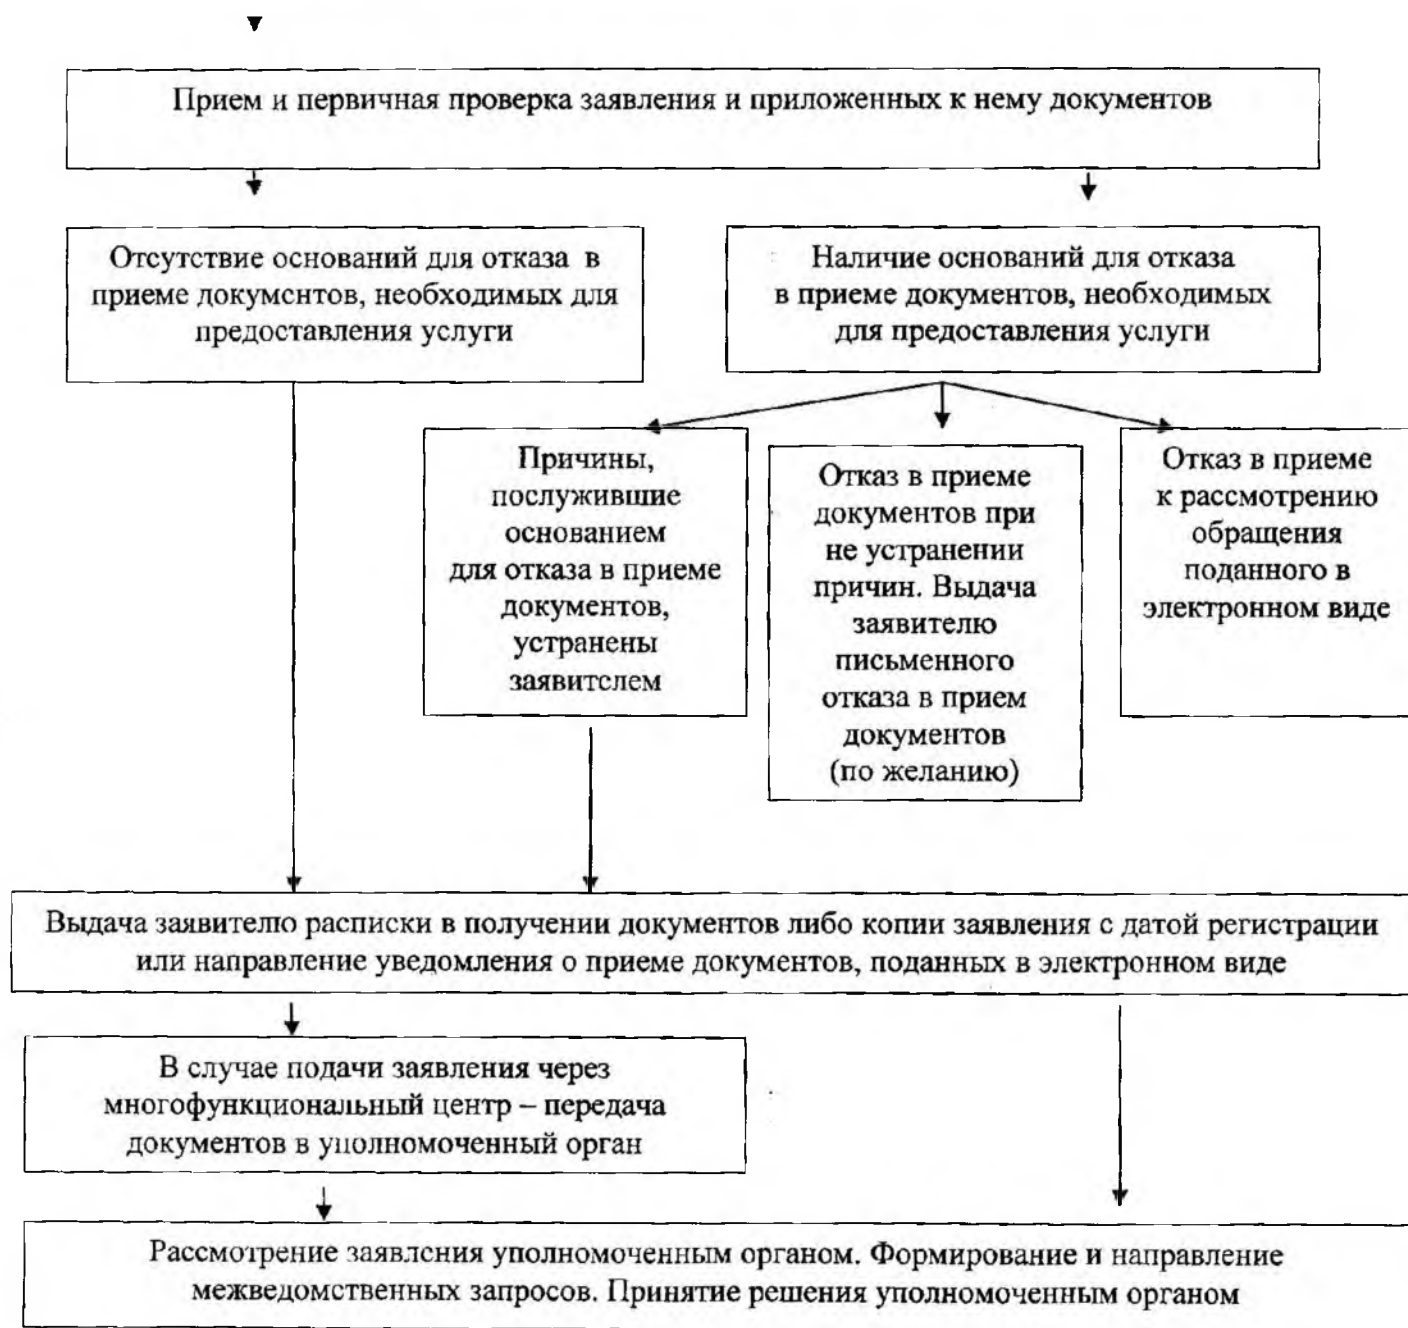 Прием и первичная проверка заявления и приложенных к нему документов
Отсутствие оснований для отказа в
приеме документов, необходимых для
предоставления услуги
Наличие оснований для отказа
в приеме документов, необходимых
для предоставления услуги
Причины,
послужившие
основанием
для отказа в приеме
документов,
устранены
заявителем
Отказ в приеме
документов при
не устранении
причин. Выдача
заявителю
письменного
отказа в прием
документов
(по желанию)
Отказ в приеме
к рассмотрению
обращения
поданного в
электронном виде
Выдача заявителю расписки в получении документов либо копии заявления с датой регистрации
или направление уведомления о приеме документов, поданных в электронном виде
В случае подачи заявления через
многофункциональный центр – передача
документов в уполномоченный орган
Рассмотрение заявления уполномоченным органом. Формирование и направление
межведомственных запросов. Принятие решения уполномоченным органом